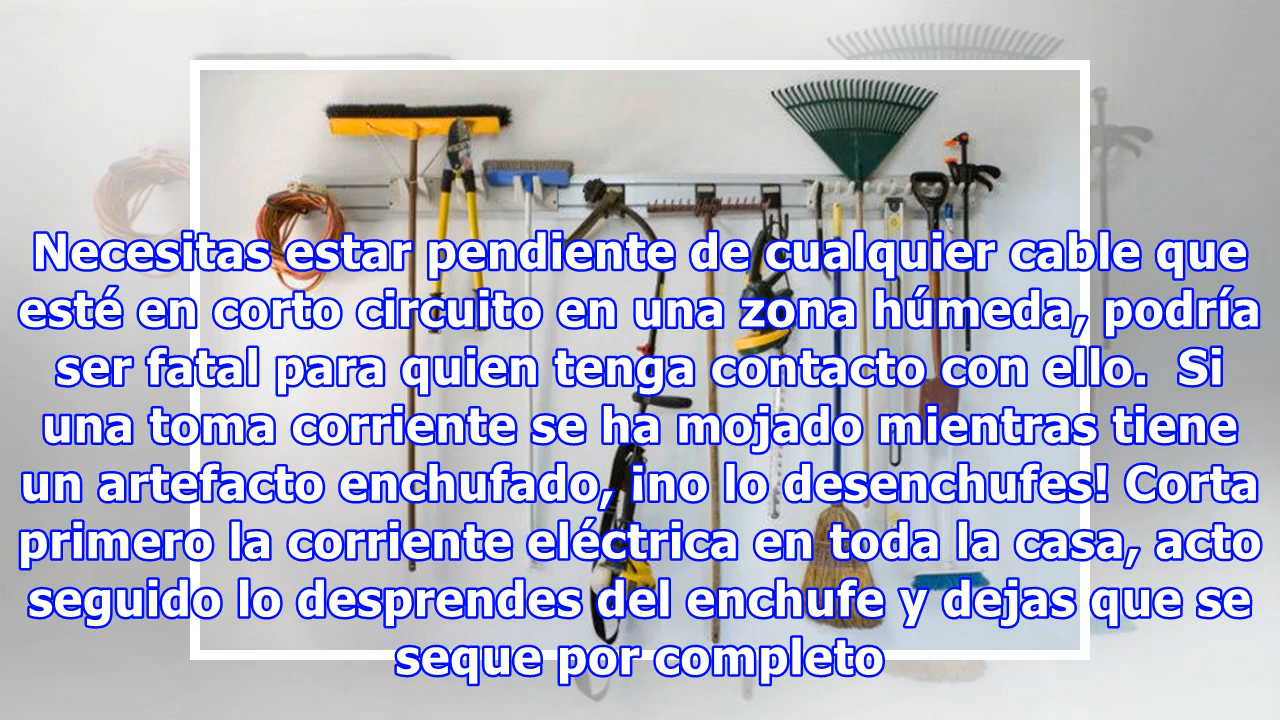 Necesitas estar pendiente de cualquier cable que
esté en corto circuito en una zona húmeda, podría
ser fatal para quien tenga contacto con ello. Si
una toma corriente se ha mojado mientras tiene
un artefacto enchufado, ¡no lo desenchufes! Corta
primero la corriente eléctrica en toda la casa, acto
seguido lo desprendes del enchufe y dejas que se
seque por completo